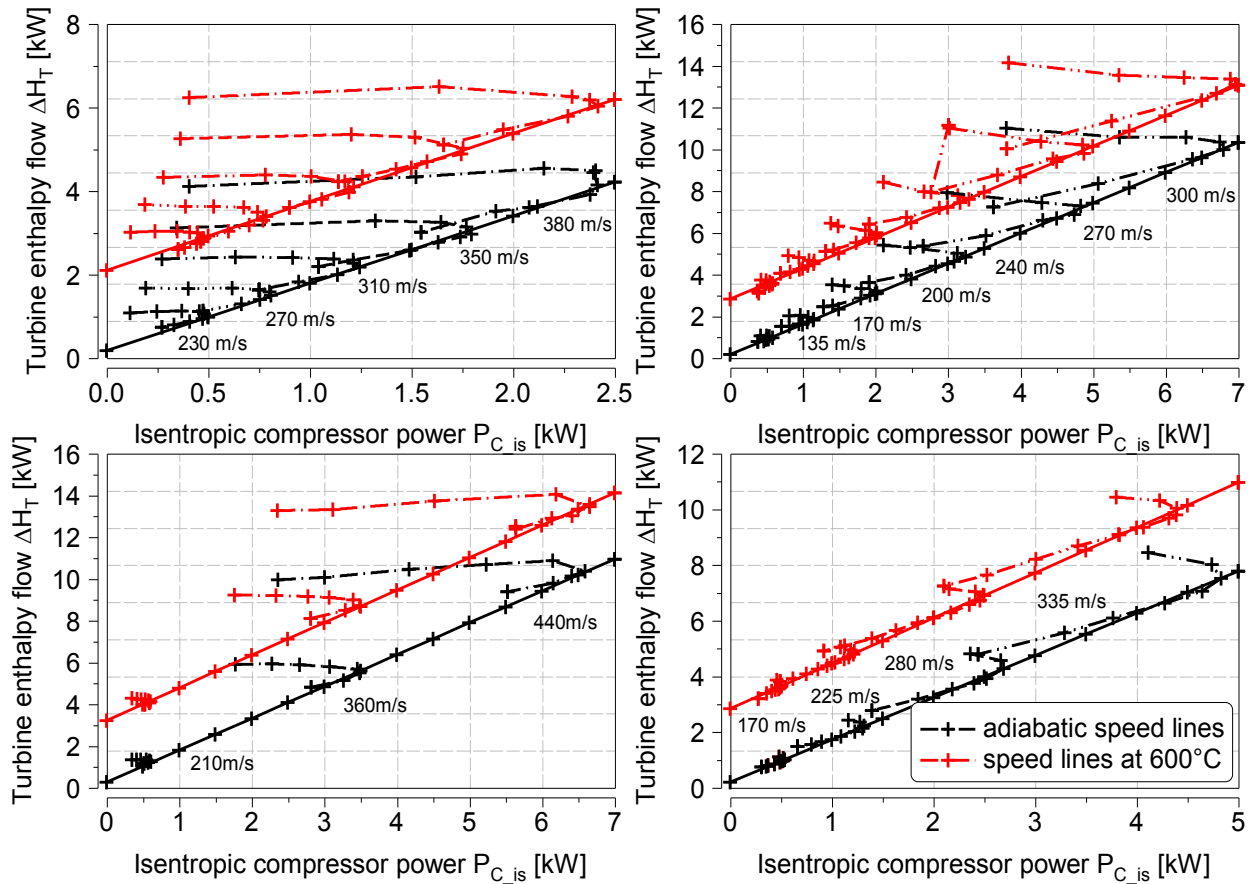 Turbine enthalpy flow ΔH_T [kW]
8
6
4
2
0
380 m/s
350 m/s
310 m/s
270 m/s
230 m/s
0.0 0.5 1.0 1.5 2.0 2.5
Isentropic compressor power P_C_is [kW]
Turbine enthalpy flow ΔH_T [kW]
16
14
12
10
8
6
4
2
0
300 m/s
270 m/s
240 m/s
200 m/s
170 m/s
135 m/s
0 1 2 3 4 5 6 7
Isentropic compressor power P_C_is [kW]
Turbine enthalpy flow ΔH_T [kW]
16
14
12
10
8
6
4
2
0
440m/s
360m/s
210m/s
0 1 2 3 4 5 6 7
Isentropic compressor power P_C_is [kW]
Turbine enthalpy flow ΔH_T [kW]
12
10
8
6
4
2
0
335 m/s
280 m/s
225 m/s
170 m/s
adiabatic speed lines
speed lines at 600°C
0 1 2 3 4 5
Isentropic compressor power P_C_is [kW]